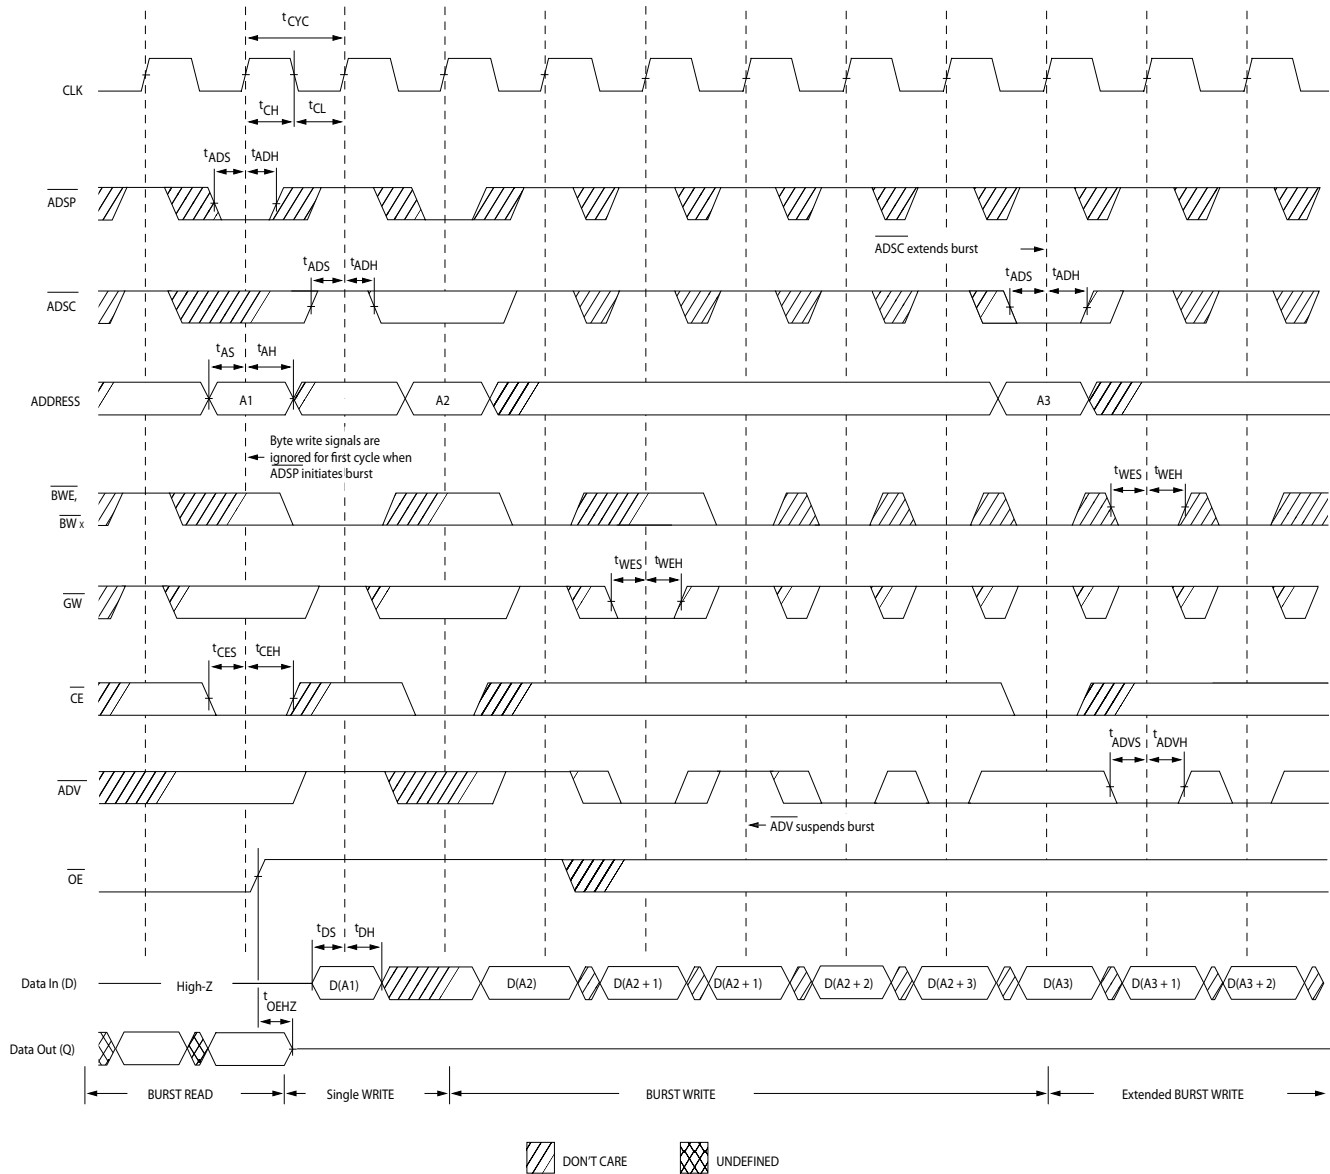 tCYC
CLK
tCH
tCL
tADS
tADH
ADSP
ADSC extends burst
tADS
tADH
tADS
tADH
ADSC
tAS
tAH
ADDRESS
A1
A2
A3
Byte write signals are
ignored for first cycle when
ADSP initiates burst
BWE,
BW x
tWES
tWEH
tWES
tWEH
GW
tCES
tCEH
CE
tADVS
tADVH
ADV
ADV suspends burst
OE
tDS
tDH
Data In (D)
High-Z
D(A1)
D(A2)
D(A2 + 1)
D(A2 + 1)
D(A2 + 2)
D(A2 + 3)
D(A3)
D(A3 + 1)
D(A3 + 2)
tOEHZ
Data Out (Q)
BURST READ
Single WRITE
BURST WRITE
Extended BURST WRITE
DON'T CARE
UNDEFINED